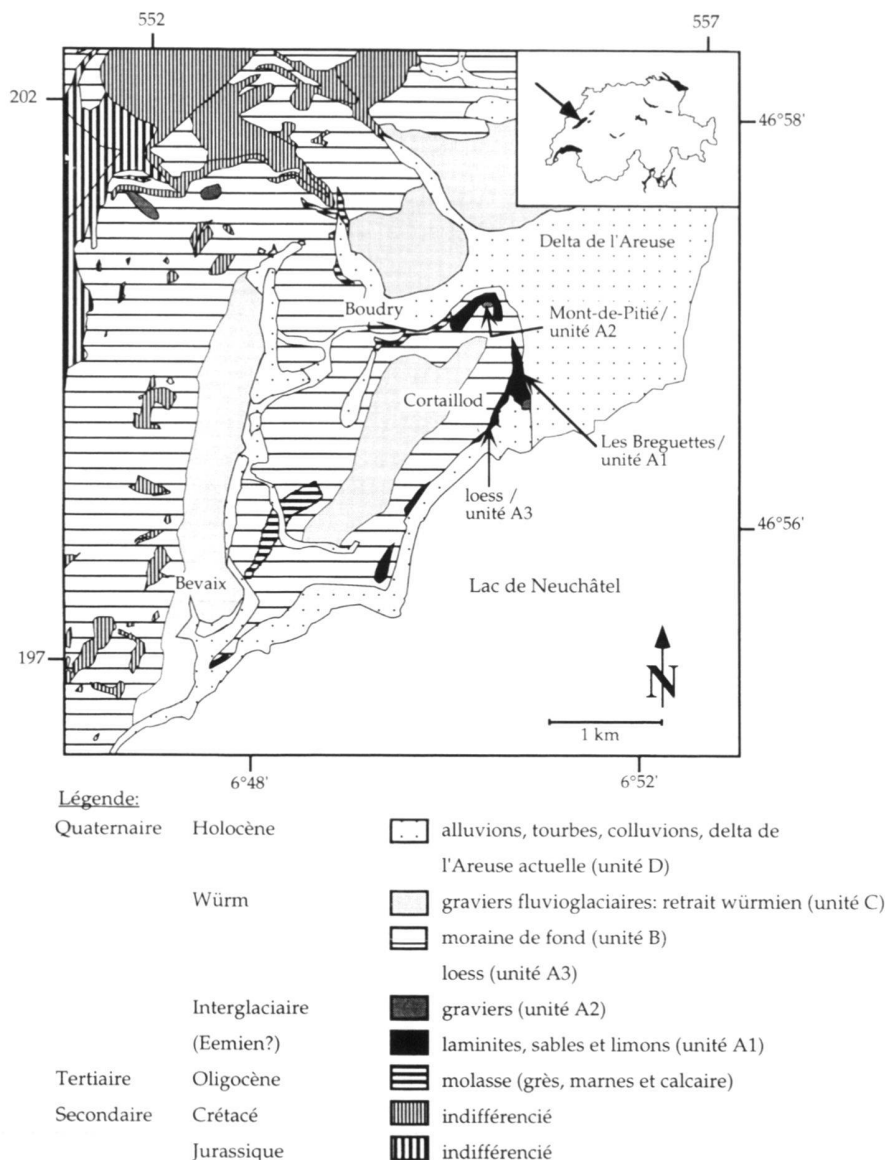 552
557
202
46°58'
Delta de l'Areuse
Boudry
Mont-de-Pitié/
unité A2
Cortaillod
Les Breguettes/
unité A1
loess /
unité A3
46°56'
Bevaix
Lac de Neuchâtel
197
N
1 km
6°48'
6°52'
Légende:
Quaternaire Holocène alluvions, tourbes, colluvions, delta de
l'Areuse actuelle (unité D)
Würm graviers fluvioglaciaires: retrait würmien (unité C)
moraine de fond (unité B)
loess (unité A3)
Interglaciaire graviers (unité A2)
(Eemien?) laminites, sables et limons (unité A1)
Tertiaire Oligocène molasse (grès, marnes et calcaire)
Secondaire Crétacé indifférencié
Jurassique indifférencié